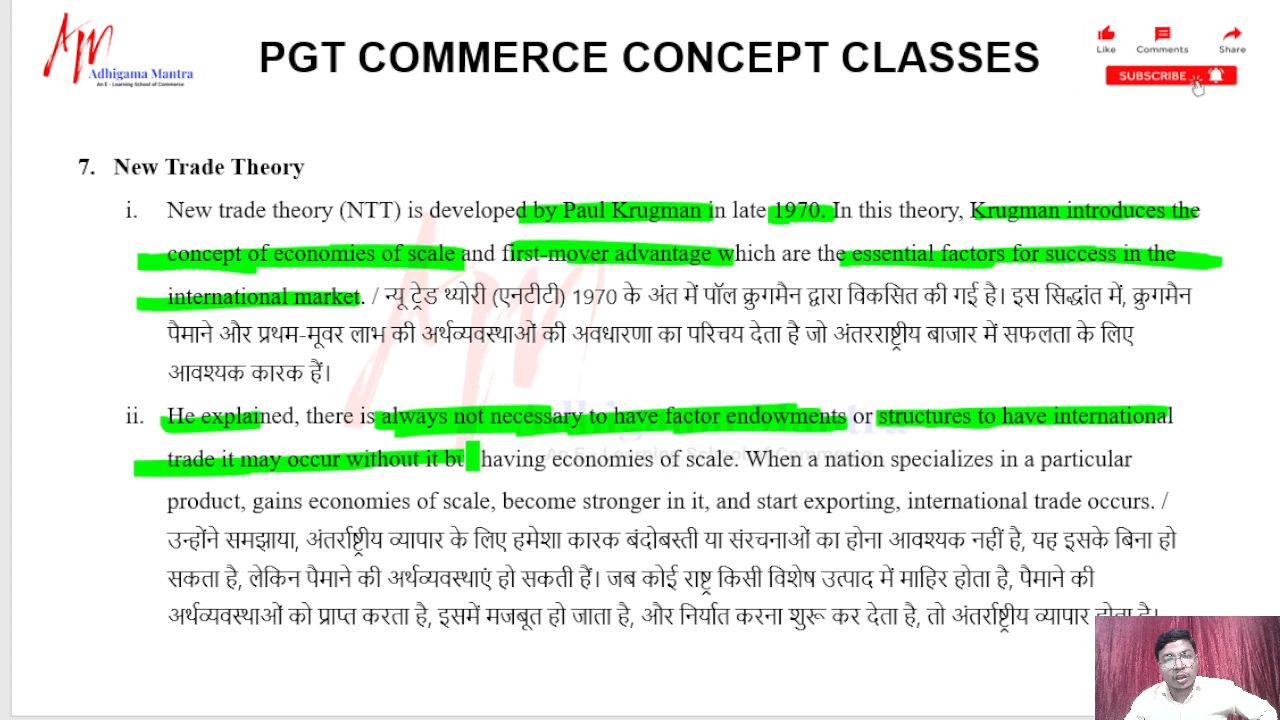 Adhigama Mantra
An E - Learning School of Commerce
PGT COMMERCE CONCEPT CLASSES
Like Comments Share
SUBSCRIBE
7. New Trade Theory
i. New trade theory (NTT) is developed by Paul Krugman in late 1970. In this theory, Krugman introduces the
concept of economies of scale and first-mover advantage which are the essential factors for success in the
international market. / न्यू ट्रेड थ्योरी (एनटीटी) 1970 के अंत में पॉल क्रुगमैन द्वारा विकसित की गई है। इस सिद्धांत में, क्रुगमैन
पैमाने और प्रथम-मूवर लाभ की अर्थव्यवस्थाओं की अवधारणा का परिचय देता है जो अंतरराष्ट्रीय बाजार में सफलता के लिए
आवश्यक कारक हैं।
ii. He explained, there is always not necessary to have factor endowments or structures to have international
trade it may occur without it having economies of scale. When a nation specializes in a particular
product, gains economies of scale, become stronger in it, and start exporting, international trade occurs. /
उन्होंने समझाया, अंतर्राष्ट्रीय व्यापार के लिए हमेशा कारक बंदोबस्ती या संरचनाओं का होना आवश्यक नहीं है, यह इसके बिना हो
सकता है, लेकिन पैमाने की अर्थव्यवस्थाएं हो सकती हैं। जब कोई राष्ट्र किसी विशेष उत्पाद में माहिर होता है, पैमाने की
अर्थव्यवस्थाओं को प्राप्त करता है, इसमें मजबूत हो जाता है, और निर्यात करना शुरू कर देता है, तो अंतर्राष्ट्रीय व्यापार होता है।